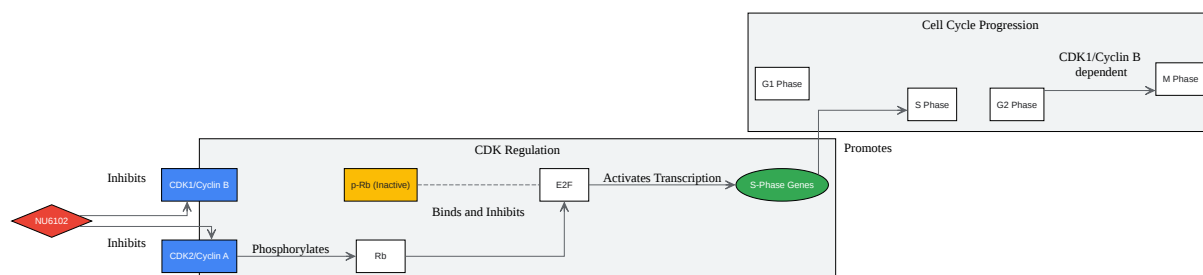 Cell Cycle Progression
G1 Phase
S Phase
G2 Phase
CDK1/Cyclin B
dependent
M Phase
CDK Regulation
Promotes
Inhibits
CDK1/Cyclin B
p-Rb (Inactive)
E2F
Activates Transcription
S-Phase Genes
Binds and Inhibits
NU6102
Inhibits
CDK2/Cyclin A
Phosphorylates
Rb